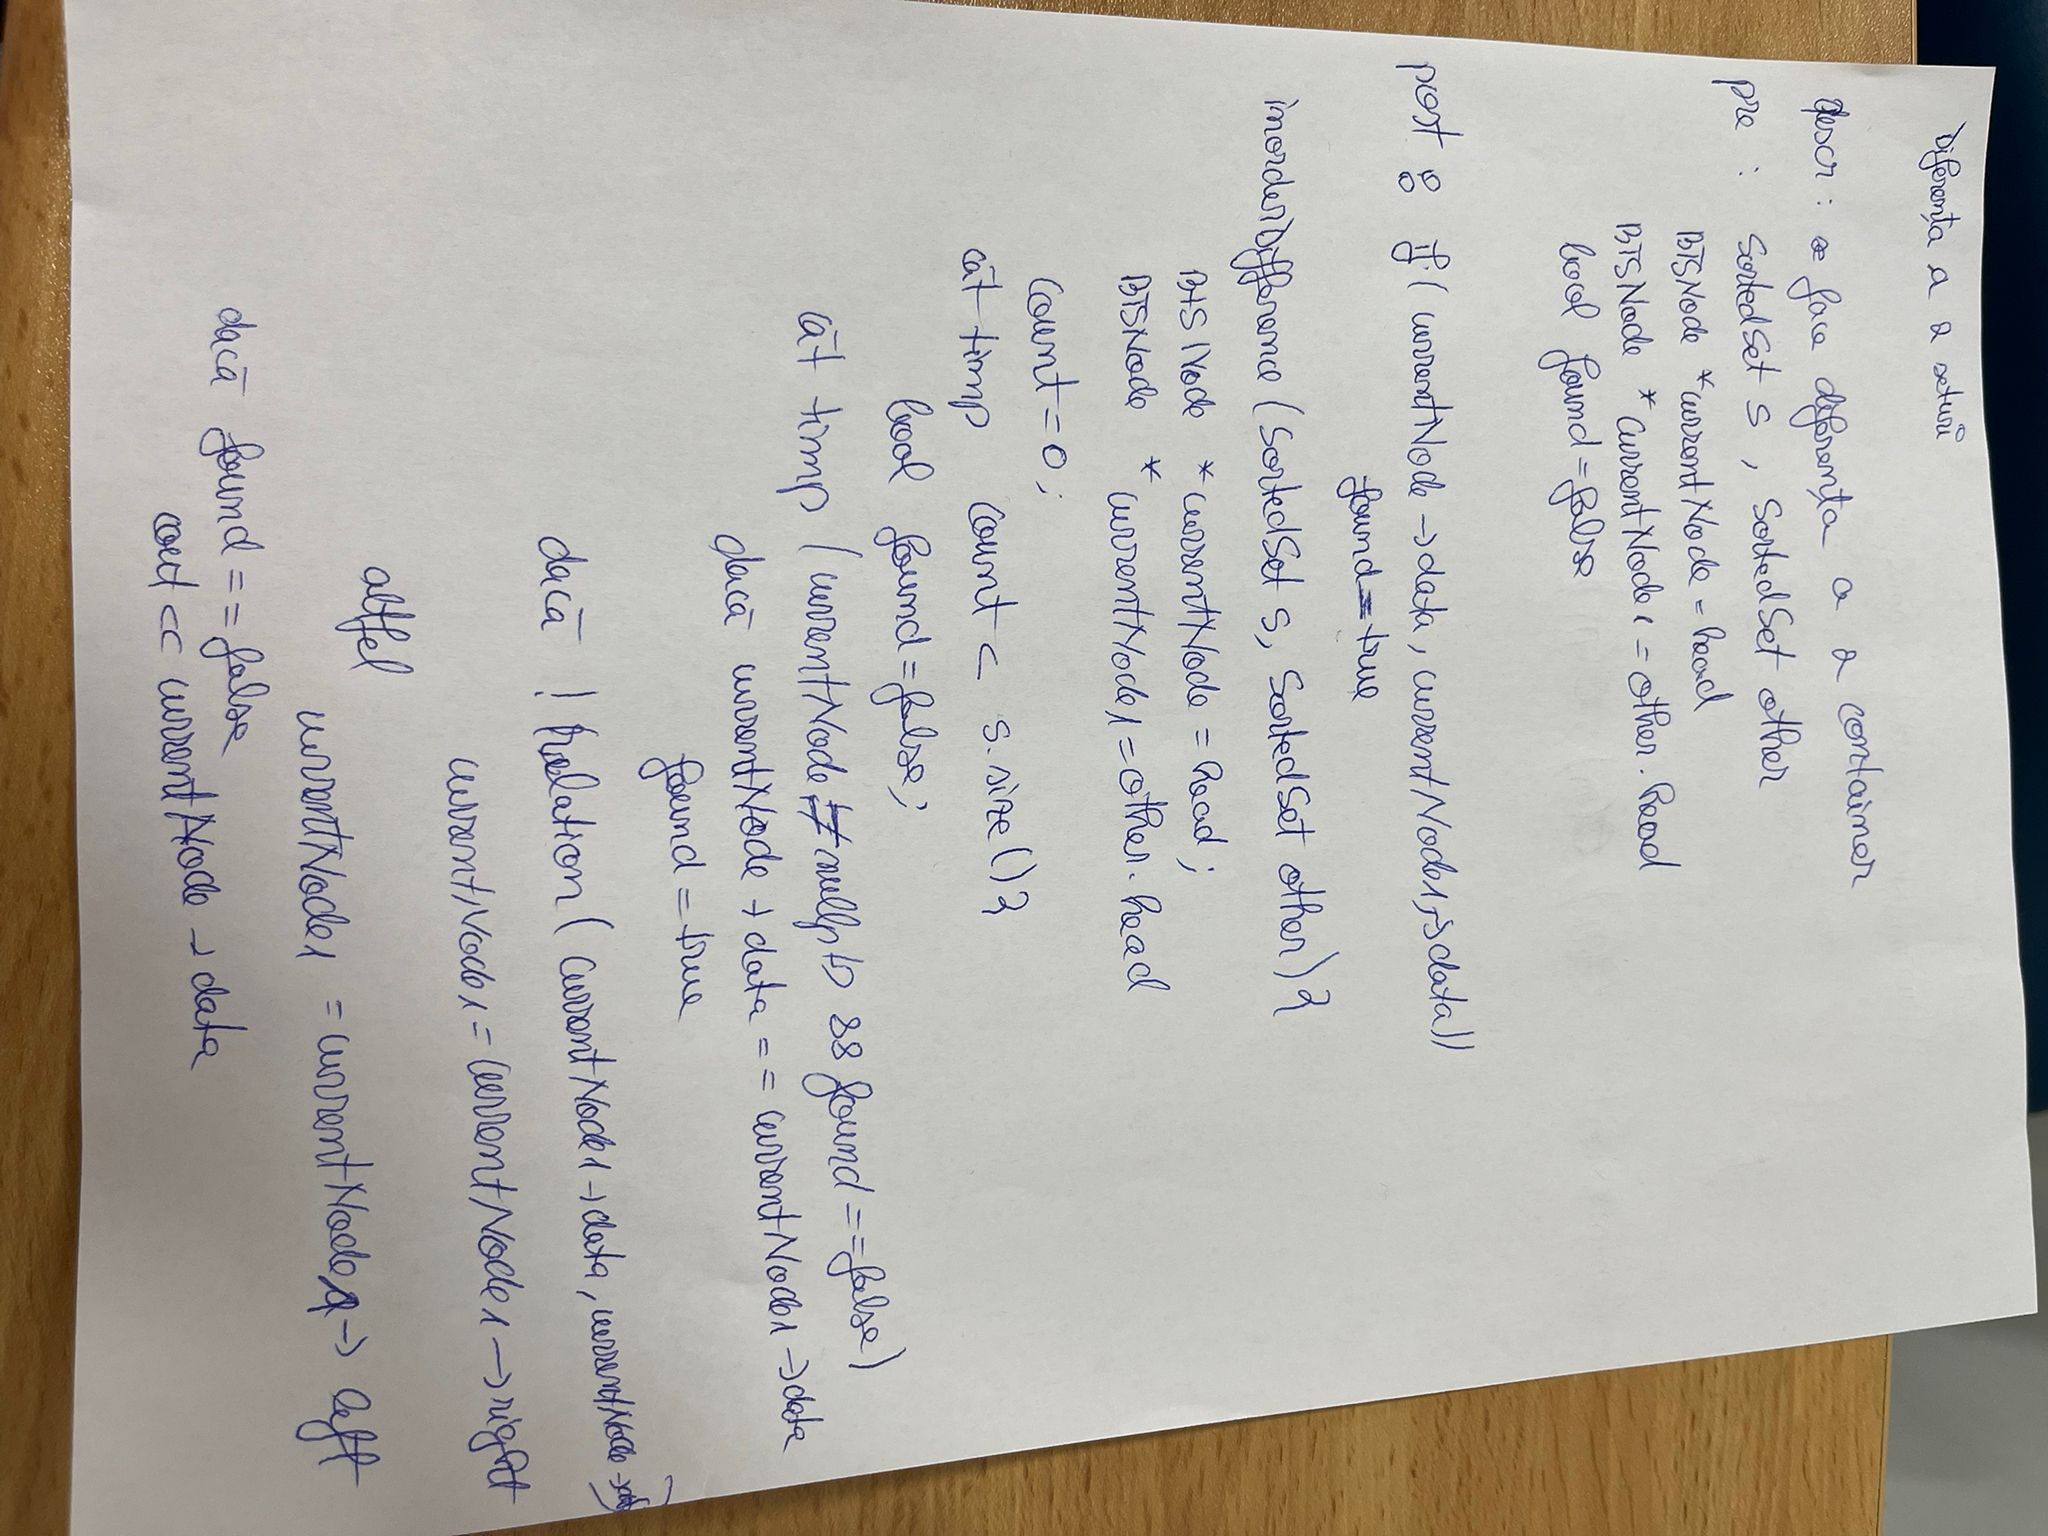 Diferența a 2 seturi
descr: se face diferența a 2 container
pre : SortedSet s, SortedSet other
BTSNode *currentNode = head
BTSNode *currentNode1 = other.head
bool found = false
post : if (currentNode->data, currentNode1->data))
found = true
inorderDifference (SortedSet s, SortedSet other) {
BTSNode *currentNode = head;
BTSNode *currentNode1 = other.head
count = 0;
cât timp count < s.size() {
bool found = false;
cât timp (currentNode1 ≠ nullptr && found == false)
dacă currentNode->data == currentNode1->data
found = true
dacă !relation(currentNode1->data, currentNode->data)
currentNode1 = currentNode1->right
altfel
currentNode1 = currentNode1->left
dacă found == false
cout << currentNode->data